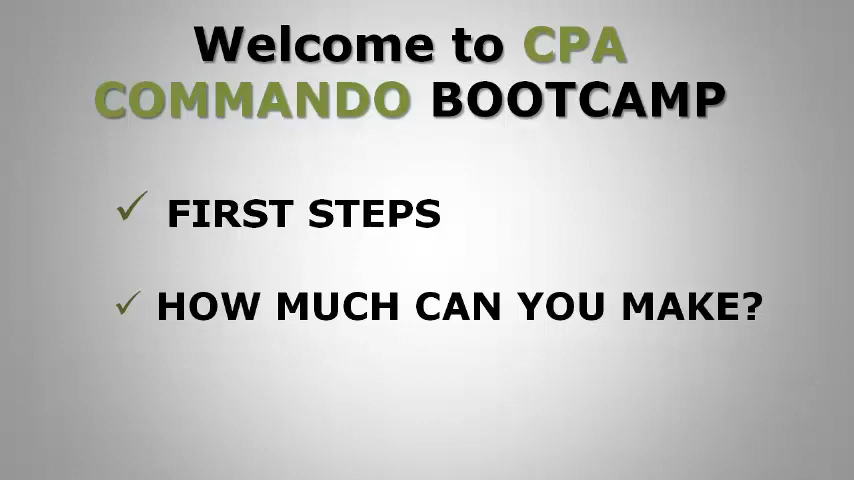 Welcome to CPA
COMMANDO BOOTCAMP
FIRST STEPS
HOW MUCH CAN YOU MAKE?